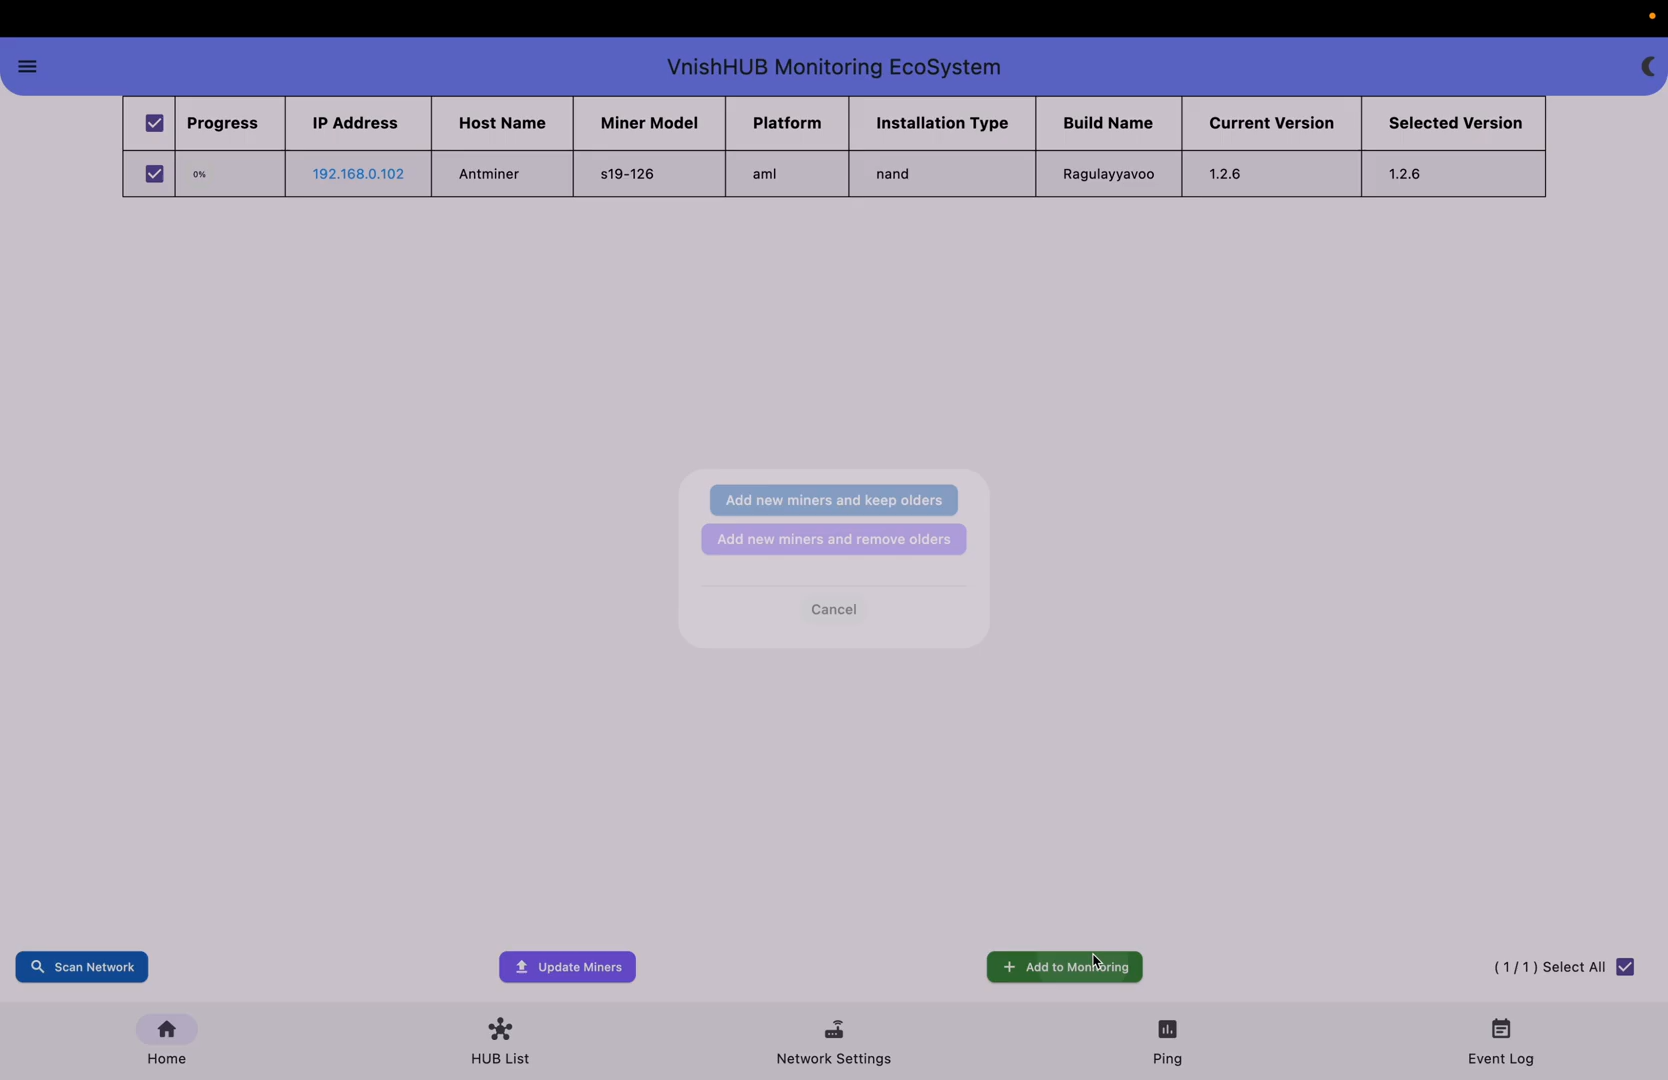 VnishHUB Monitoring EcoSystem
Progress IP Address Host Name Miner Model Platform Installation Type Build Name Current Version Selected Version
0% 192.168.0.102 Antminer s19-126 aml nand Ragulayyavoo 1.2.6 1.2.6
Add new miners and keep olders
Add new miners and remove olders
Cancel
Scan Network Update Miners Add to Monitoring ( 1 / 1 ) Select All
Home HUB List Network Settings Ping Event Log